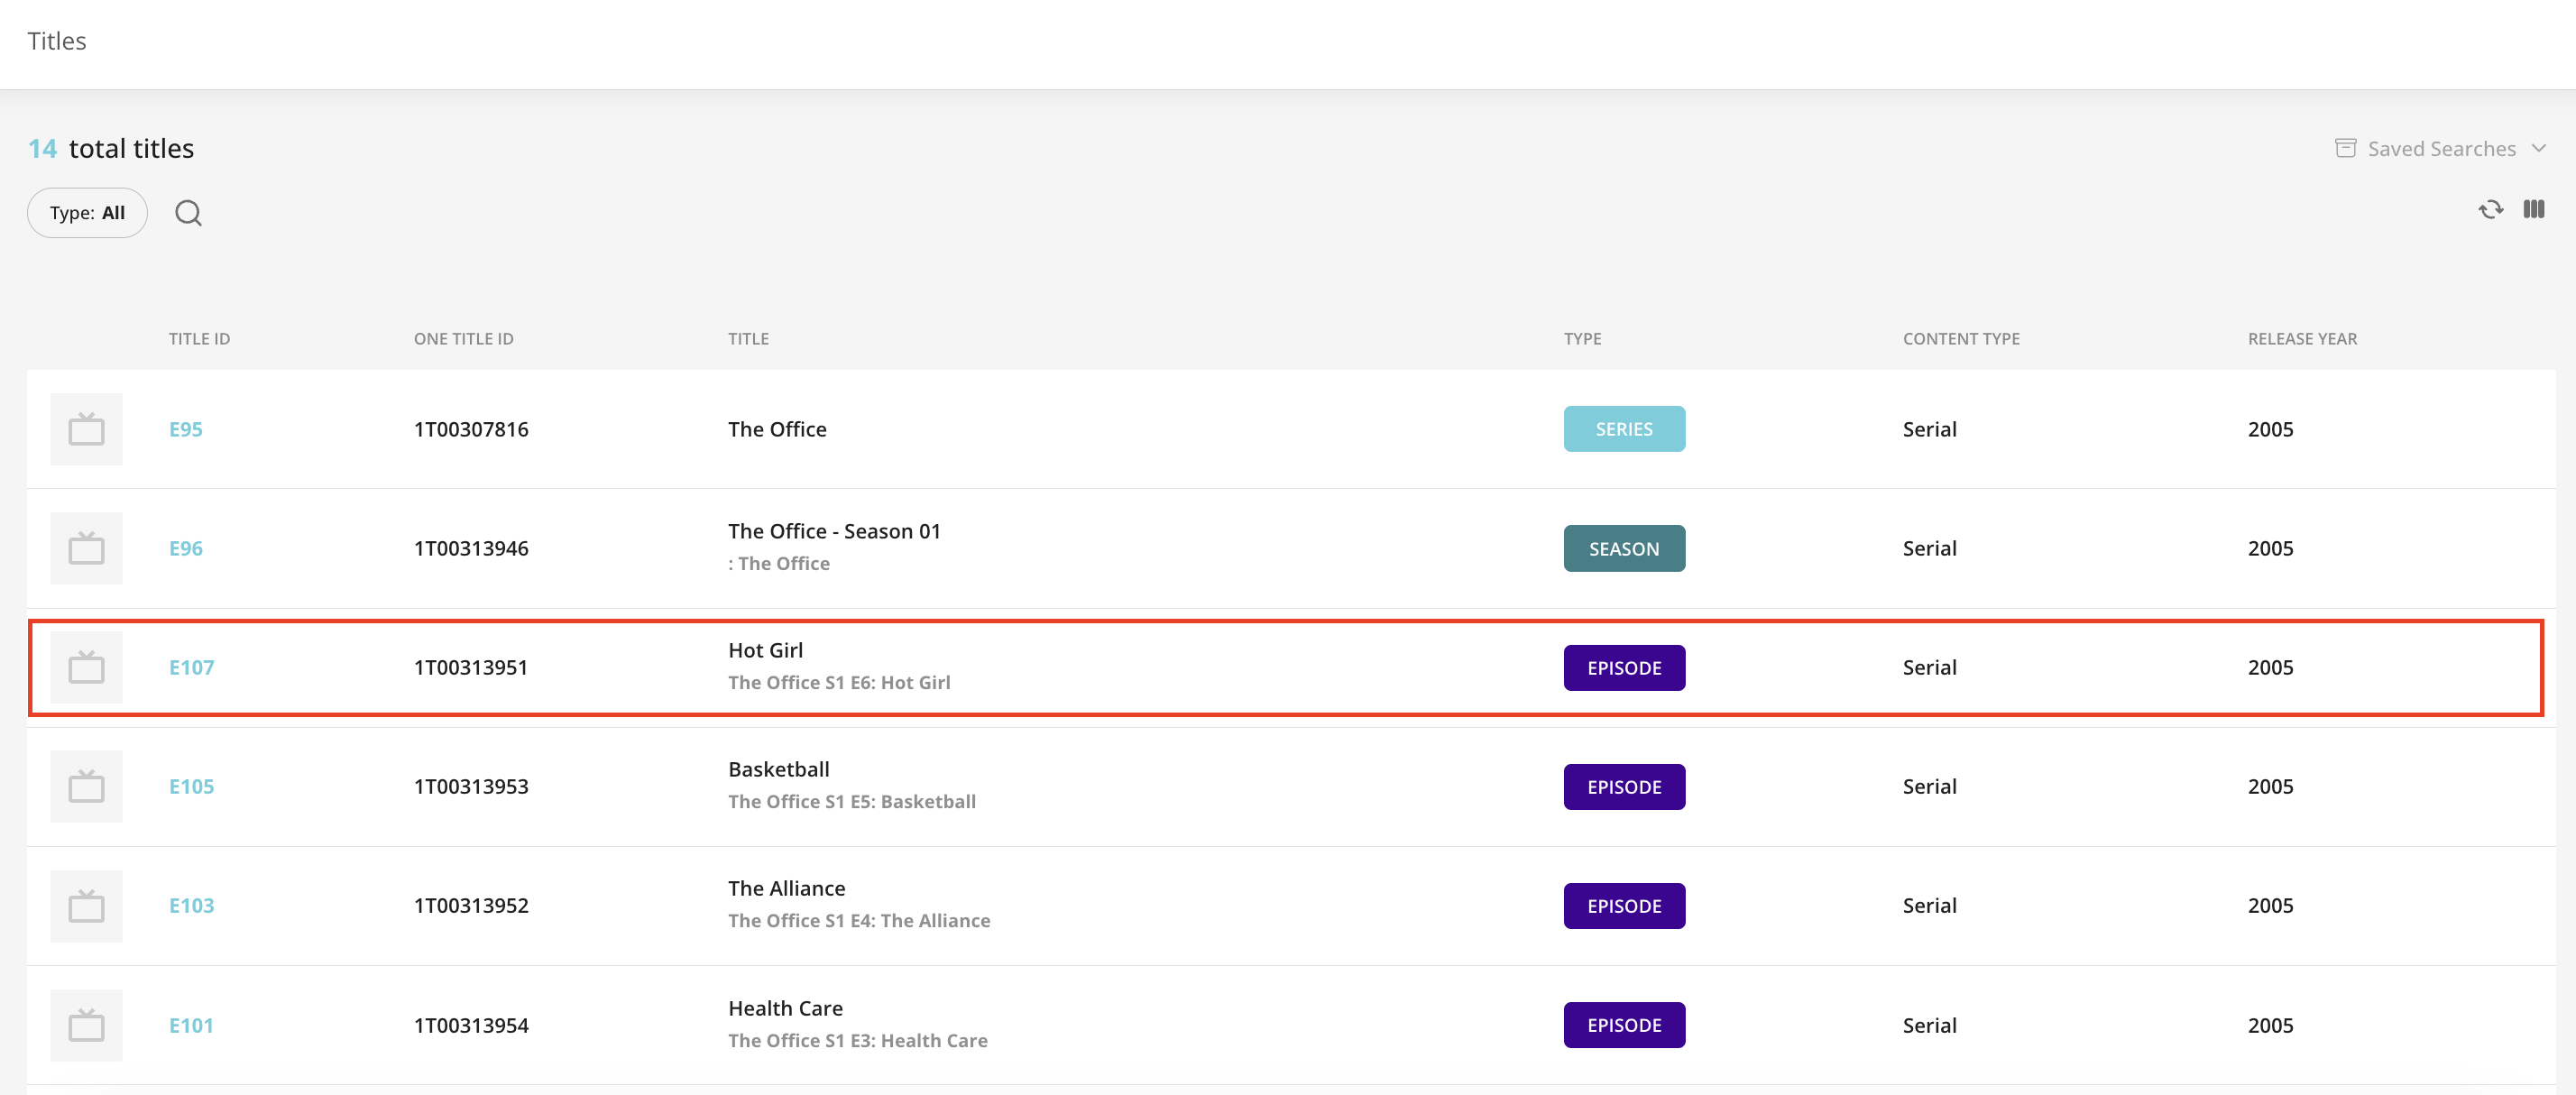 Titles
14 total titles
Saved Searches
Type: All
TITLE ID ONE TITLE ID TITLE TYPE CONTENT TYPE RELEASE YEAR
E95 1T00307816 The Office SERIES Serial 2005
E96 1T00313946 The Office - Season 01 SEASON Serial 2005
: The Office
E107 1T00313951 Hot Girl EPISODE Serial 2005
The Office S1 E6: Hot Girl
E105 1T00313953 Basketball EPISODE Serial 2005
The Office S1 E5: Basketball
E103 1T00313952 The Alliance EPISODE Serial 2005
The Office S1 E4: The Alliance
E101 1T00313954 Health Care EPISODE Serial 2005
The Office S1 E3: Health Care